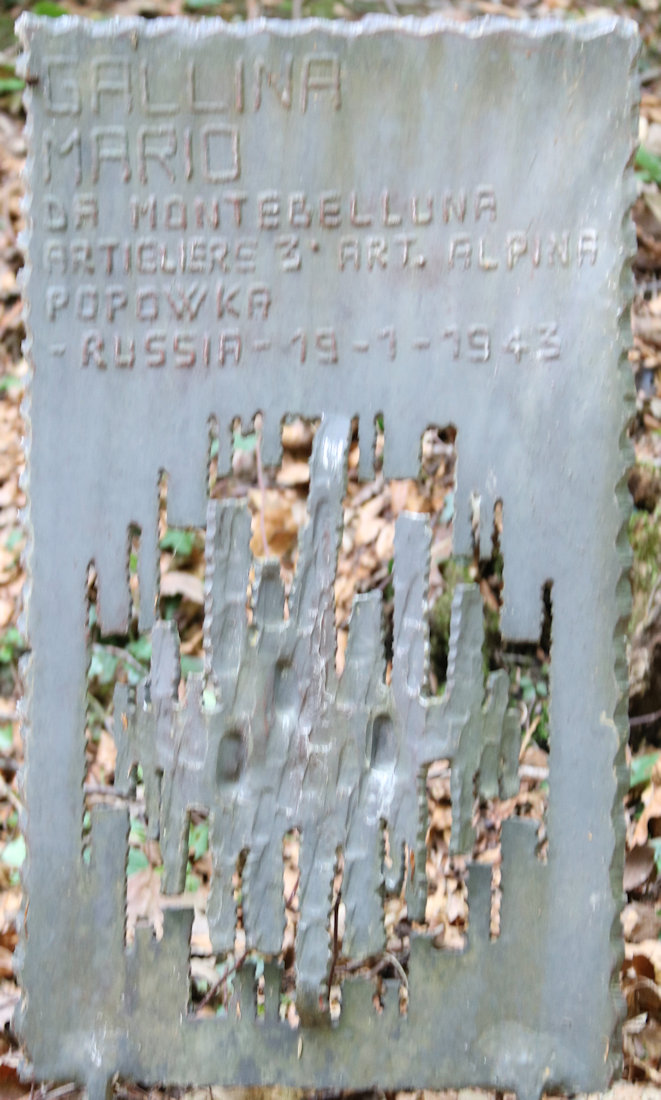 GALLINA
MARIO
DA MONTEBELLUNA
ARTIGLIERE 3° ART. ALPINA
POPOWKA
- RUSSIA - 19 - 1 - 1943